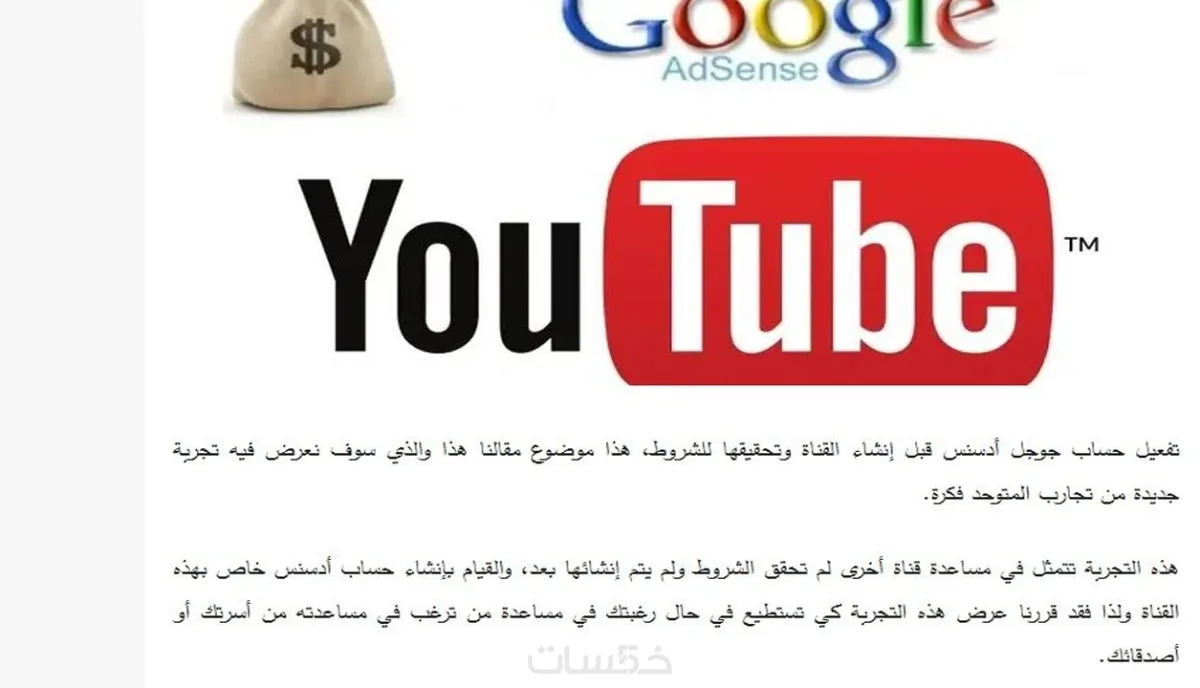 $
Google
AdSense
YouTube
TM
تفعيل حساب جوجل أدسنس قبل إنشاء القناة وتحقيقها للشروط، هذا موضوع مقالنا هذا والذي سوف نعرض فيه تجربة
جديدة من تجارب المتوحد فكرة.
هذه التجربة تتمثل في مساعدة قناة أخرى لم تحقق الشروط ولم يتم إنشائها بعد، والقيام بإنشاء حساب أدسنس خاص بهذه
القناة ولذا فقد قررنا عرض هذه التجربة كي تستطيع في حال رغبتك في مساعدة من ترغب في مساعدته من أسرتك أو
أصدقائك.
خمسات